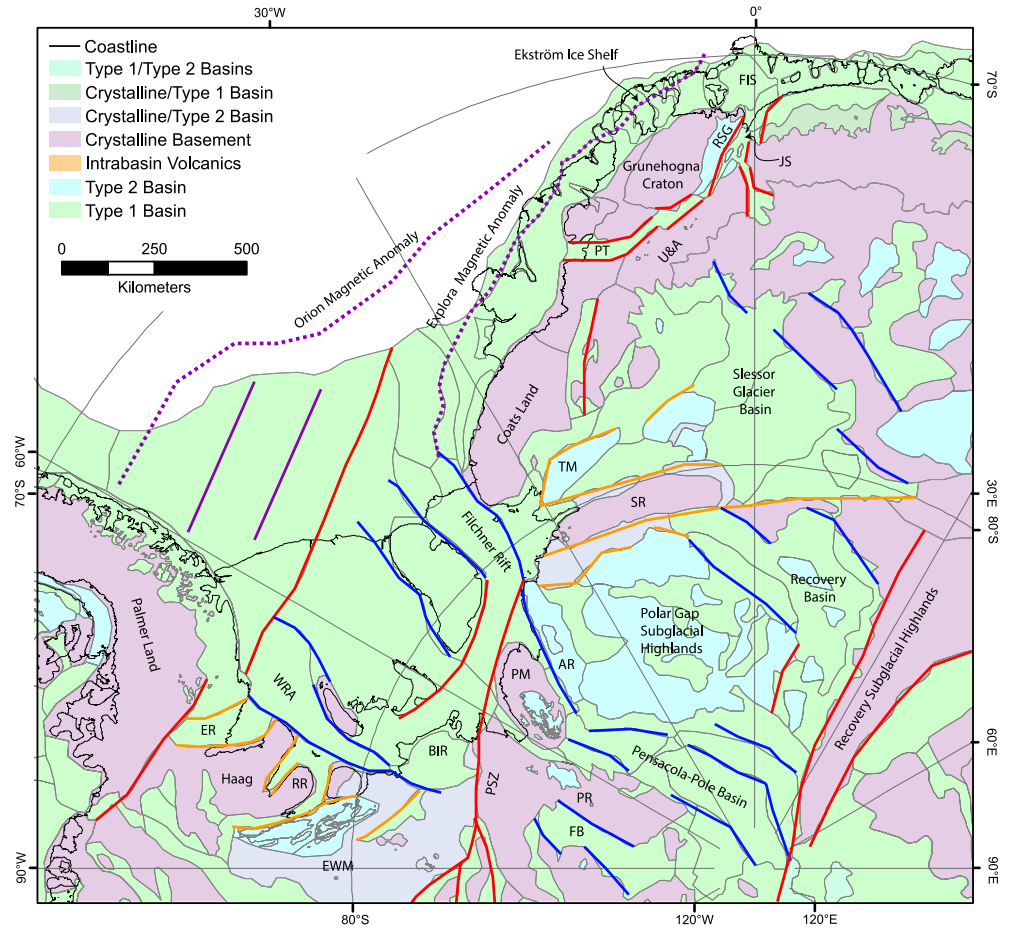 30°W
0°
Coastline
Type 1/Type 2 Basins
Crystalline/Type 1 Basin
Crystalline/Type 2 Basin
Crystalline Basement
Intrabasin Volcanics
Type 2 Basin
Type 1 Basin
0 250 500
Kilometers
Ekström Ice Shelf
FIS
70°S
RSG
JS
Grunehogna
Craton
PT
U&A
Orion Magnetic Anomaly
Explora Magnetic Anomaly
Coats Land
Slessor
Glacier
Basin
60°W
70°S
TM
SR
30°E
80°S
Filchner Rift
Palmer Land
Recovery
Basin
Polar Gap
Subglacial
Highlands
Recovery Subglacial Highlands
AR
PM
WRA
ER
BIR
PSZ
Pensacola-Pole Basin
60°E
Haag
RR
PR
FB
EWM
90°W
90°E
80°S
120°W
120°E